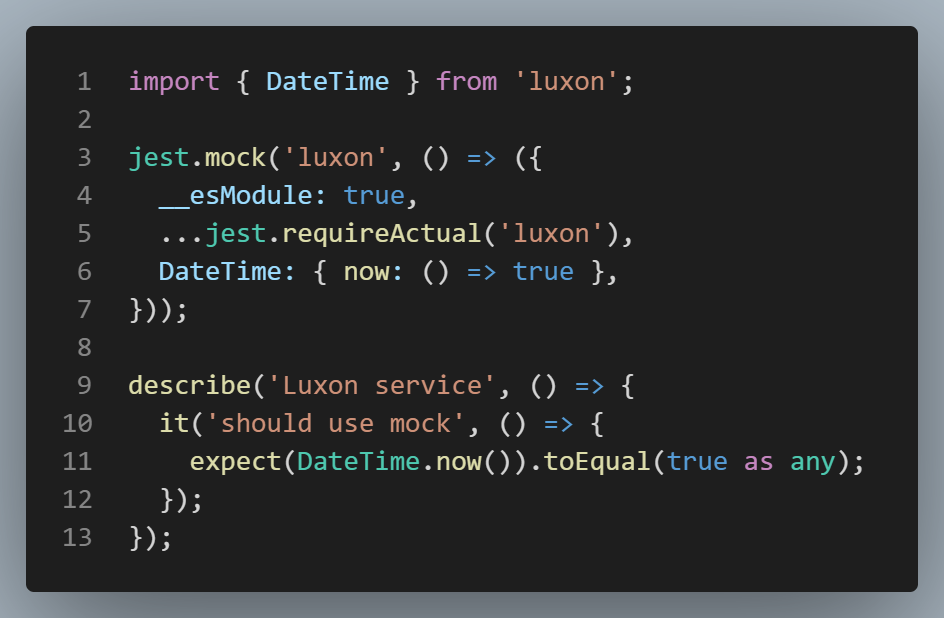 1 import { DateTime } from 'luxon';
2
3 jest.mock('luxon', () => ({
4   __esModule: true,
5   ...jest.requireActual('luxon'),
6   DateTime: { now: () => true },
7 }));
8
9 describe('Luxon service', () => {
10   it('should use mock', () => {
11     expect(DateTime.now()).toEqual(true as any);
12   });
13 });